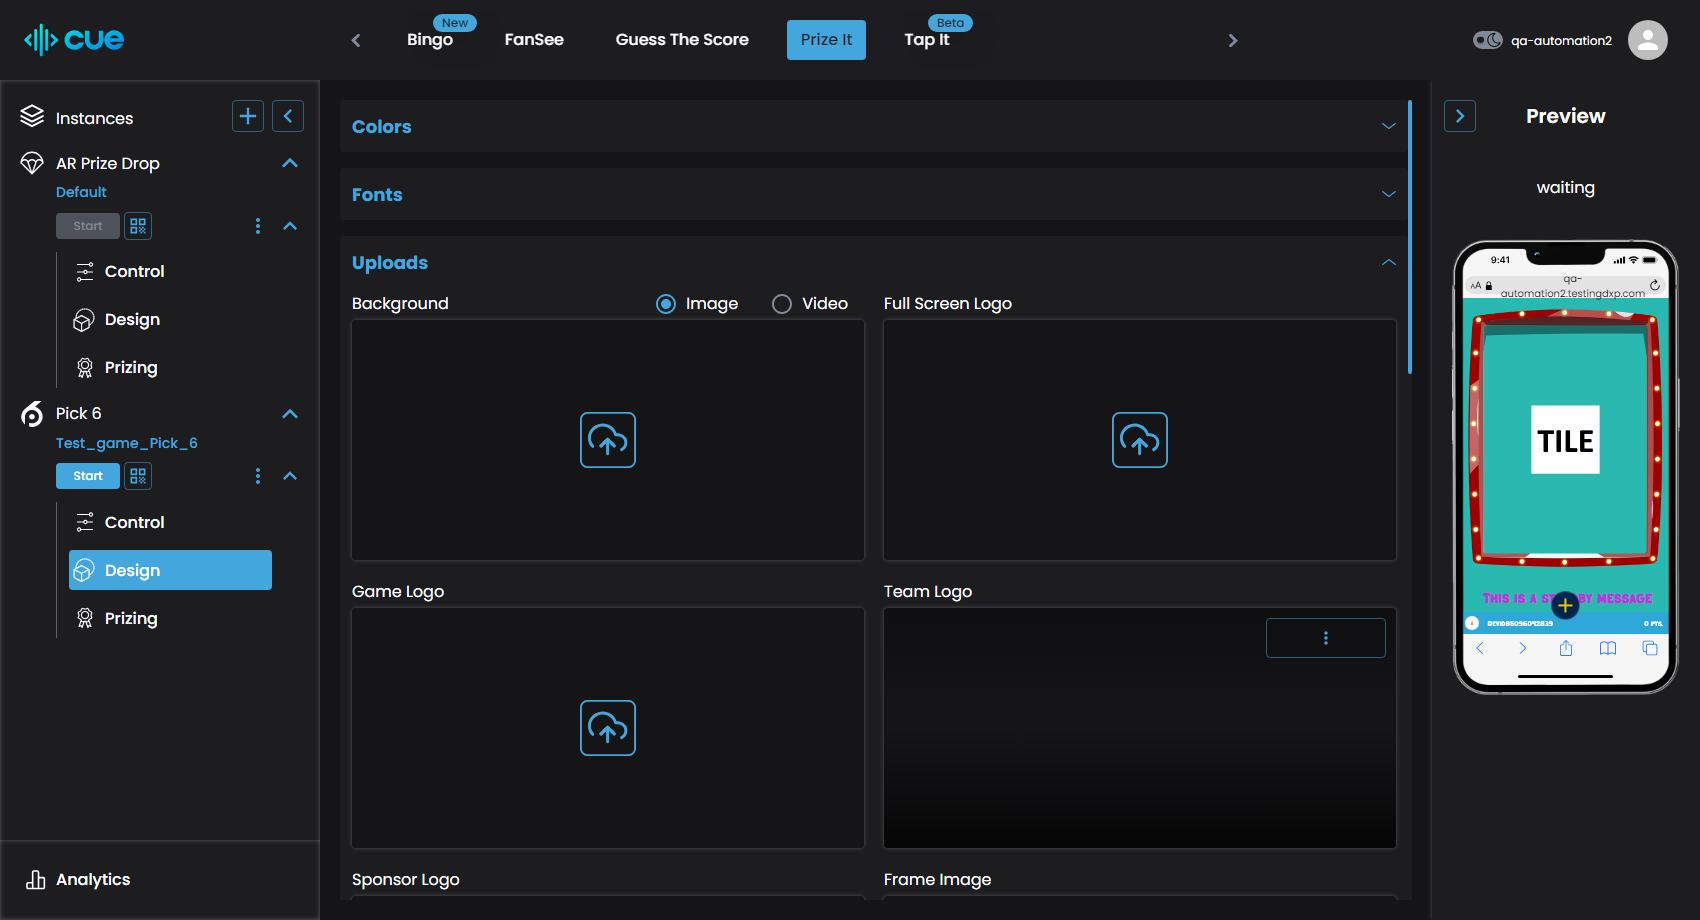 cue
New
Bingo
FanSee
Guess The Score
Prize It
Beta
Tap It
qa-automation2
Instances
AR Prize Drop
Default
Start
Control
Design
Prizing
Pick 6
Test_game_Pick_6
Start
Control
Design
Prizing
Analytics
Colors
Fonts
Uploads
Background
Image
Video
Full Screen Logo
Game Logo
Team Logo
Sponsor Logo
Frame Image
Preview
waiting
9:41
AA
qa-
automation2.testingdxp.com
TILE
THIS IS A ST BY MESSAGE
0 PTS.